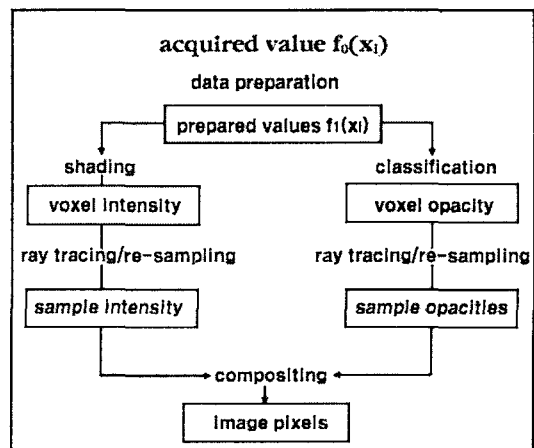 acquired value f₀(x₁)
data preparation
prepared values f₁(xᵢ)
shading classification
voxel intensity voxel opacity
ray tracing/re-sampling ray tracing/re-sampling
sample intensity sample opacities
compositing
image pixels